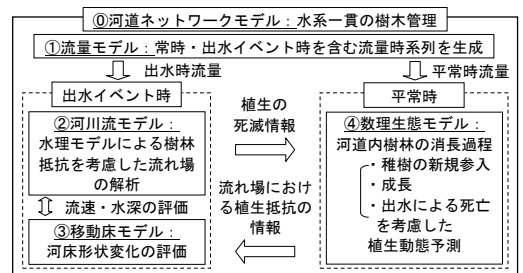 ⓪河道ネットワークモデル：水系一貫の樹木管理
①流量モデル：常時・出水イベント時を含む流量時系列を生成
出水時流量
平常時流量
出水イベント時
②河川流モデル：
水理モデルによる樹林
抵抗を考慮した流れ場
の解析
流速・水深の評価
③移動床モデル：
河床形状変化の評価
植生の
死滅情報
流れ場におけ
る植生抵抗の
情報
平常時
④数理生態モデル：
河道内樹林の消長過程
・稚樹の新規参入
・成長
・出水による死亡
を考慮した
植生動態予測